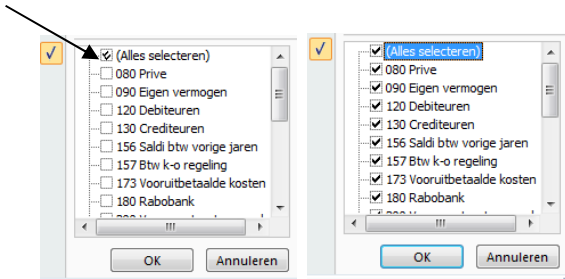 (Alles selecteren)
080 Prive
090 Eigen vermogen
120 Debiteuren
130 Crediteuren
156 Saldi btw vorige jaren
157 Btw k-o regeling
173 Vooruitbetaalde kosten
180 Rabobank
OK Annuleren
(Alles selecteren)
080 Prive
090 Eigen vermogen
120 Debiteuren
130 Crediteuren
156 Saldi btw vorige jaren
157 Btw k-o regeling
173 Vooruitbetaalde kosten
180 Rabobank
OK Annuleren